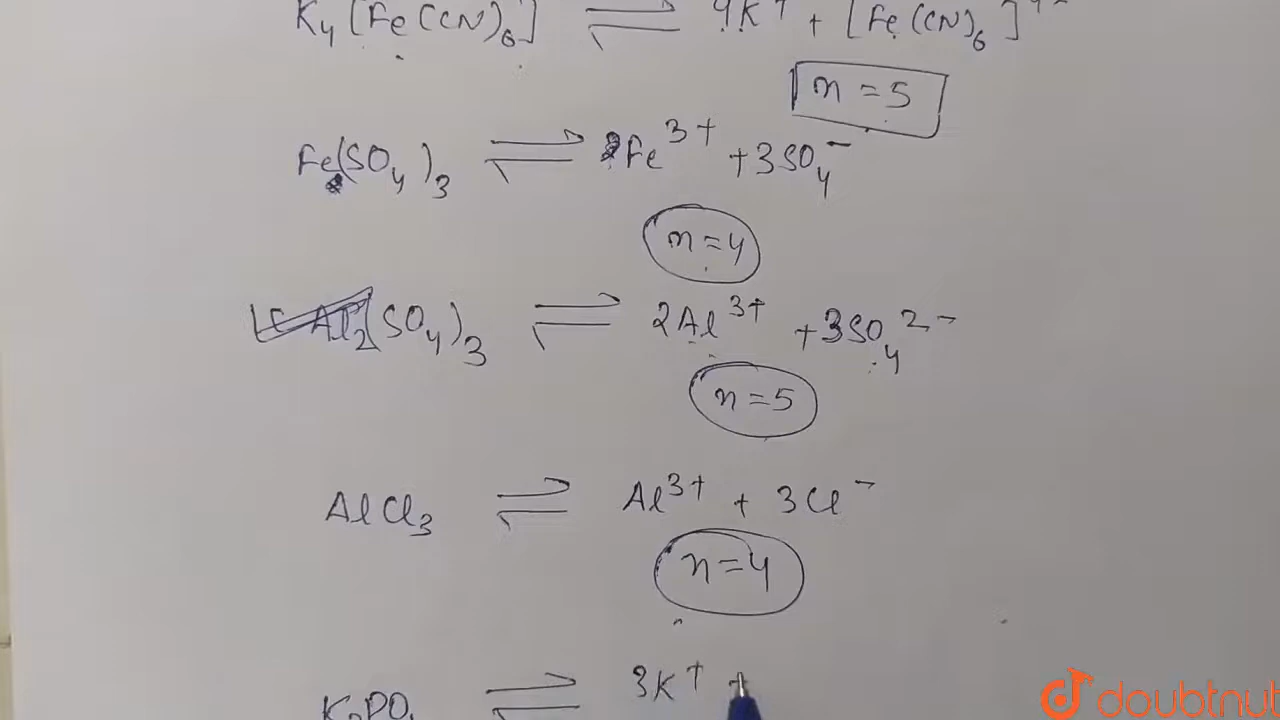 K₄[Fe(CN)₆] ⇌ 4K⁺ + [Fe(CN)₆]⁴⁻
n = 5
Fe(SO₄)₃ ⇌ Fe³⁺ + 3SO₄⁻
n = 4
Al₂(SO₄)₃ ⇌ 2Al³⁺ + 3SO₄²⁻
n = 5
AlCl₃ ⇌ Al³⁺ + 3Cl⁻
n = 4
K₃PO₄ ⇌ 3K⁺ +
doubtnut